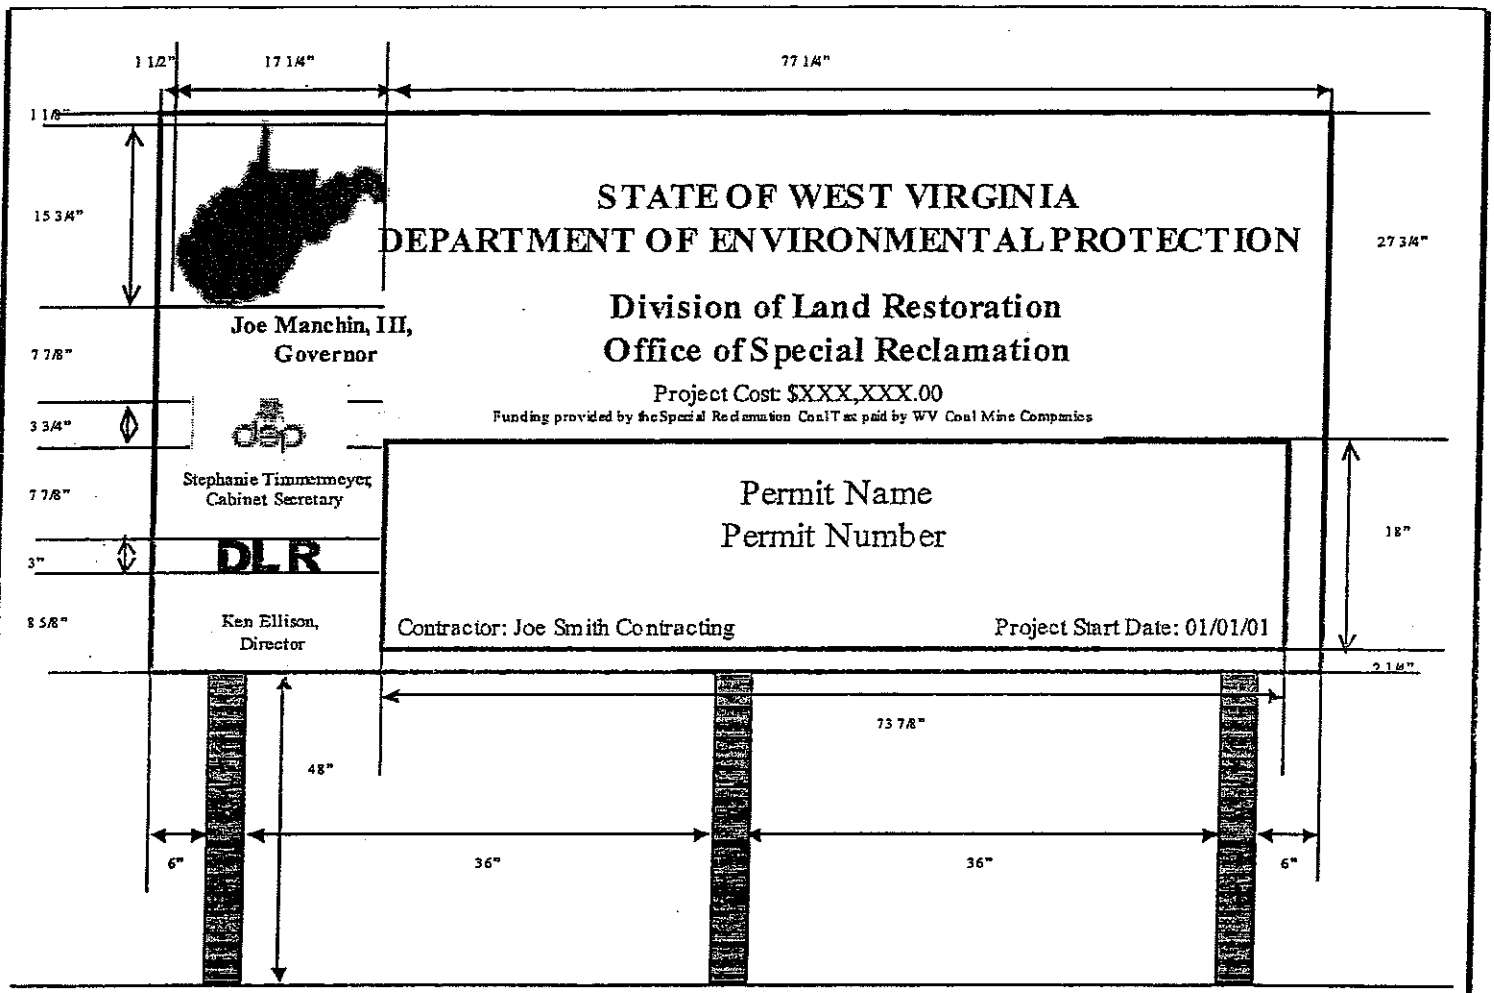 1 1/2"
17 1/4"
77 1/4"
1 1/8"
15 3/4"
STATE OF WEST VIRGINIA
DEPARTMENT OF ENVIRONMENTAL PROTECTION
27 3/4"
Division of Land Restoration
Office of Special Reclamation
Joe Manchin, III,
Governor
7 7/8"
Project Cost: $XXX,XXX.00
Funding provided by the Special Reclamation Coal Tax paid by WV Coal Mine Companies
3 3/4"
dep
Stephanie Timmermeyer,
Cabinet Secretary
7 7/8"
Permit Name
Permit Number
18"
DLR
3"
8 5/8"
Ken Ellison,
Director
Contractor: Joe Smith Contracting
Project Start Date: 01/01/01
2 1/4"
73 7/8"
48"
6"
36"
36"
6"